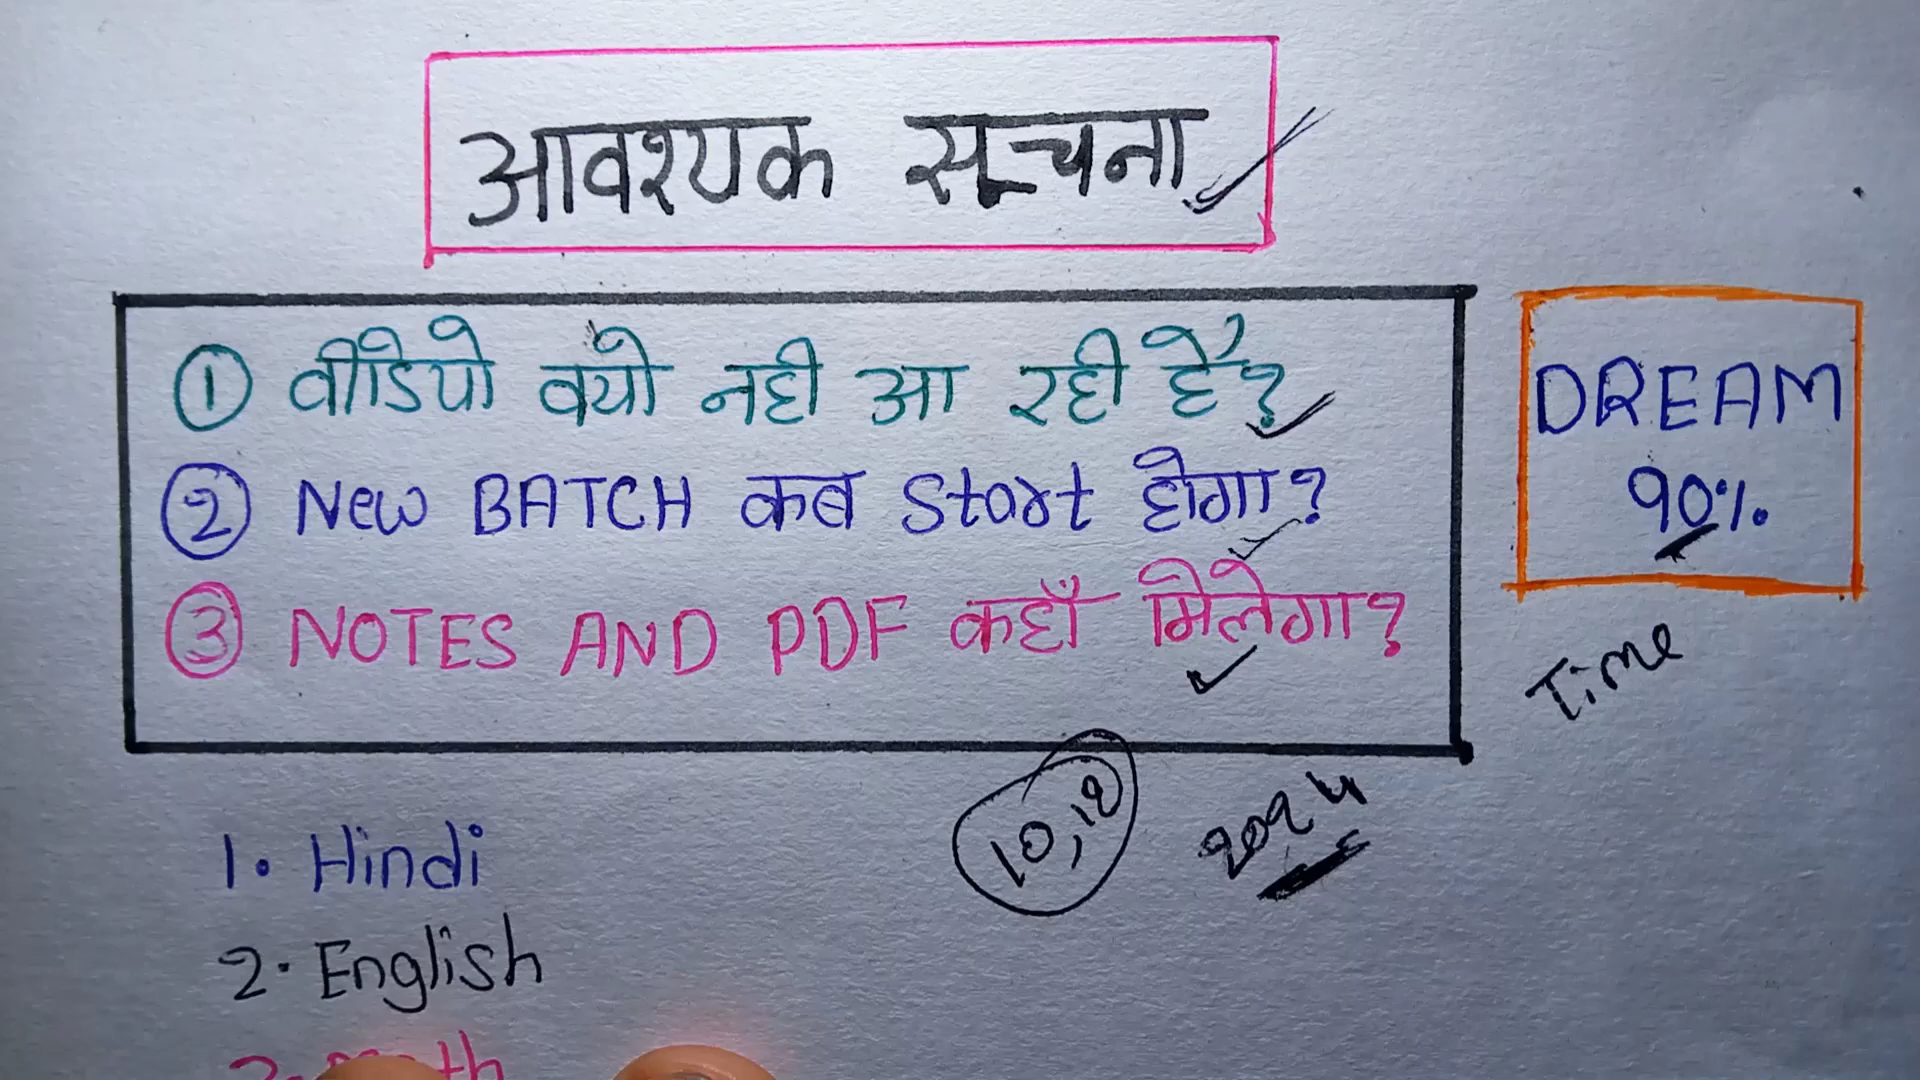 आवश्यक सूचना
① वीडियो क्यो नही आ रही है?
② New BATCH कब Start होगा?
③ NOTES AND PDF कहाँ मिलेगा?
DREAM
90%
Time
10,12
2024
1. Hindi
2. English